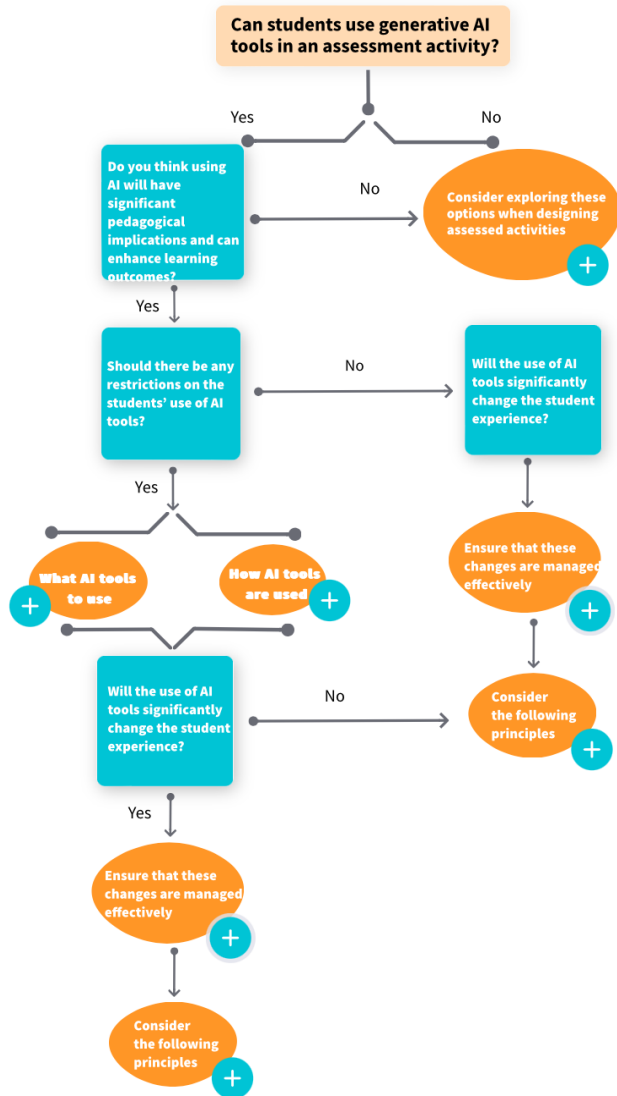 Can students use generative AI
tools in an assessment activity?
Yes
No
Do you think using
AI will have
significant
pedagogical
implications and can
enhance learning
outcomes?
No
Consider exploring these
options when designing
assessed activities
Yes
Should there be any
restrictions on the
students' use of AI
tools?
No
Will the use of AI
tools significantly
change the student
experience?
Yes
What AI tools
to use
How AI tools
are used
Ensure that these
changes are managed
effectively
Will the use of AI
tools significantly
change the student
experience?
No
Consider
the following
principles
Yes
Ensure that these
changes are managed
effectively
Consider
the following
principles